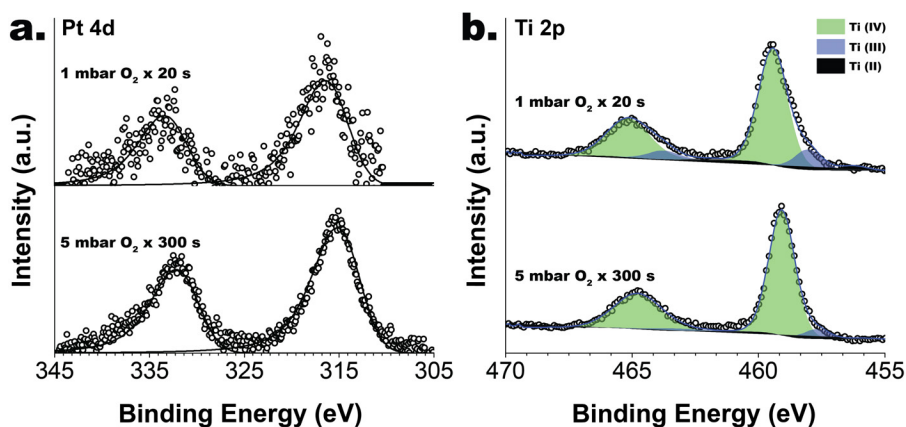 a. Pt 4d
1 mbar O₂ x 20 s
5 mbar O₂ x 300 s
345 335 325 315 305
Binding Energy (eV)
Intensity (a.u.)
b. Ti 2p
Ti (IV)
Ti (III)
Ti (II)
1 mbar O₂ x 20 s
5 mbar O₂ x 300 s
470 465 460 455
Binding Energy (eV)
Intensity (a.u.)